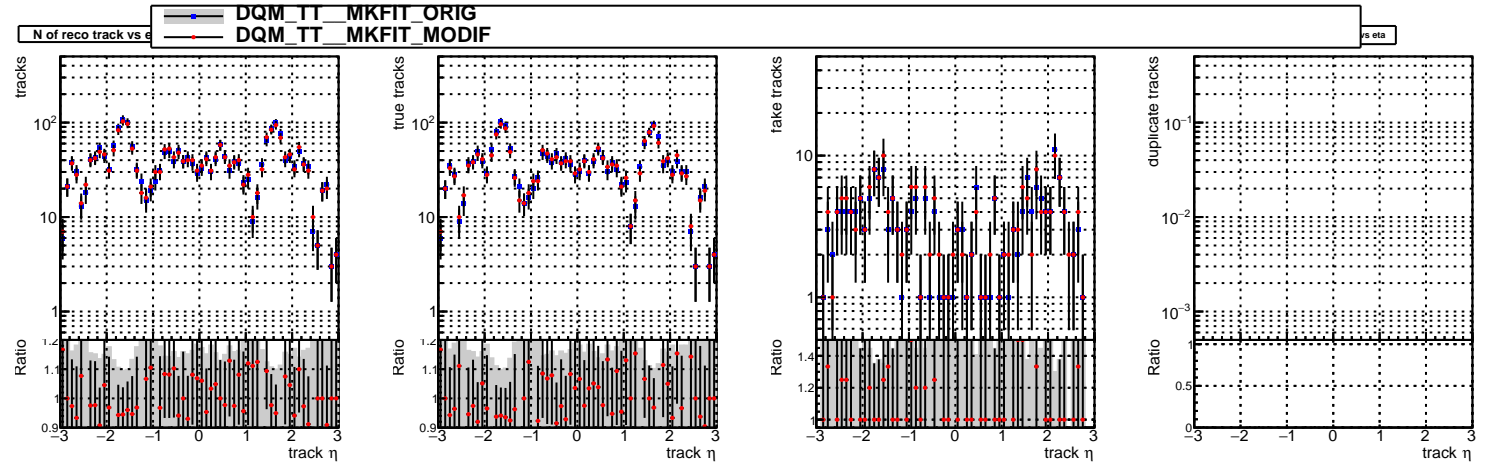 DQM_TT__MKFIT_ORIG
DQM_TT__MKFIT_MODIF
N of reco track vs e
vs eta
tracks
10²
10
1
Ratio
1.2
1.1
1
0.9
−3 −2 −1 0 1 2 3
track η
true tracks
10²
10
1
Ratio
1.2
1.1
1
0.9
−3 −2 −1 0 1 2 3
track η
fake tracks
10
1
Ratio
1.4
1.2
1
−3 −2 −1 0 1 2 3
track η
duplicate tracks
10⁻¹
10⁻²
10⁻³
Ratio
1
0.5
0
−3 −2 −1 0 1 2 3
track η